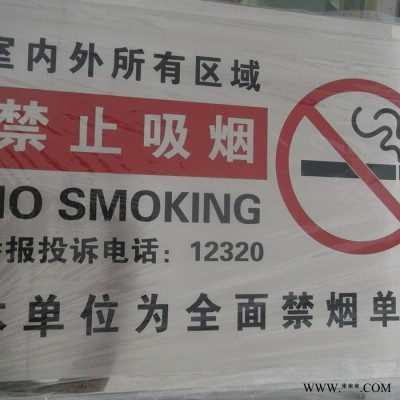 室内外所有区域
禁止吸烟
NO SMOKING
举报投诉电话：12320
本单位为全面禁烟单
WWW.***.COM